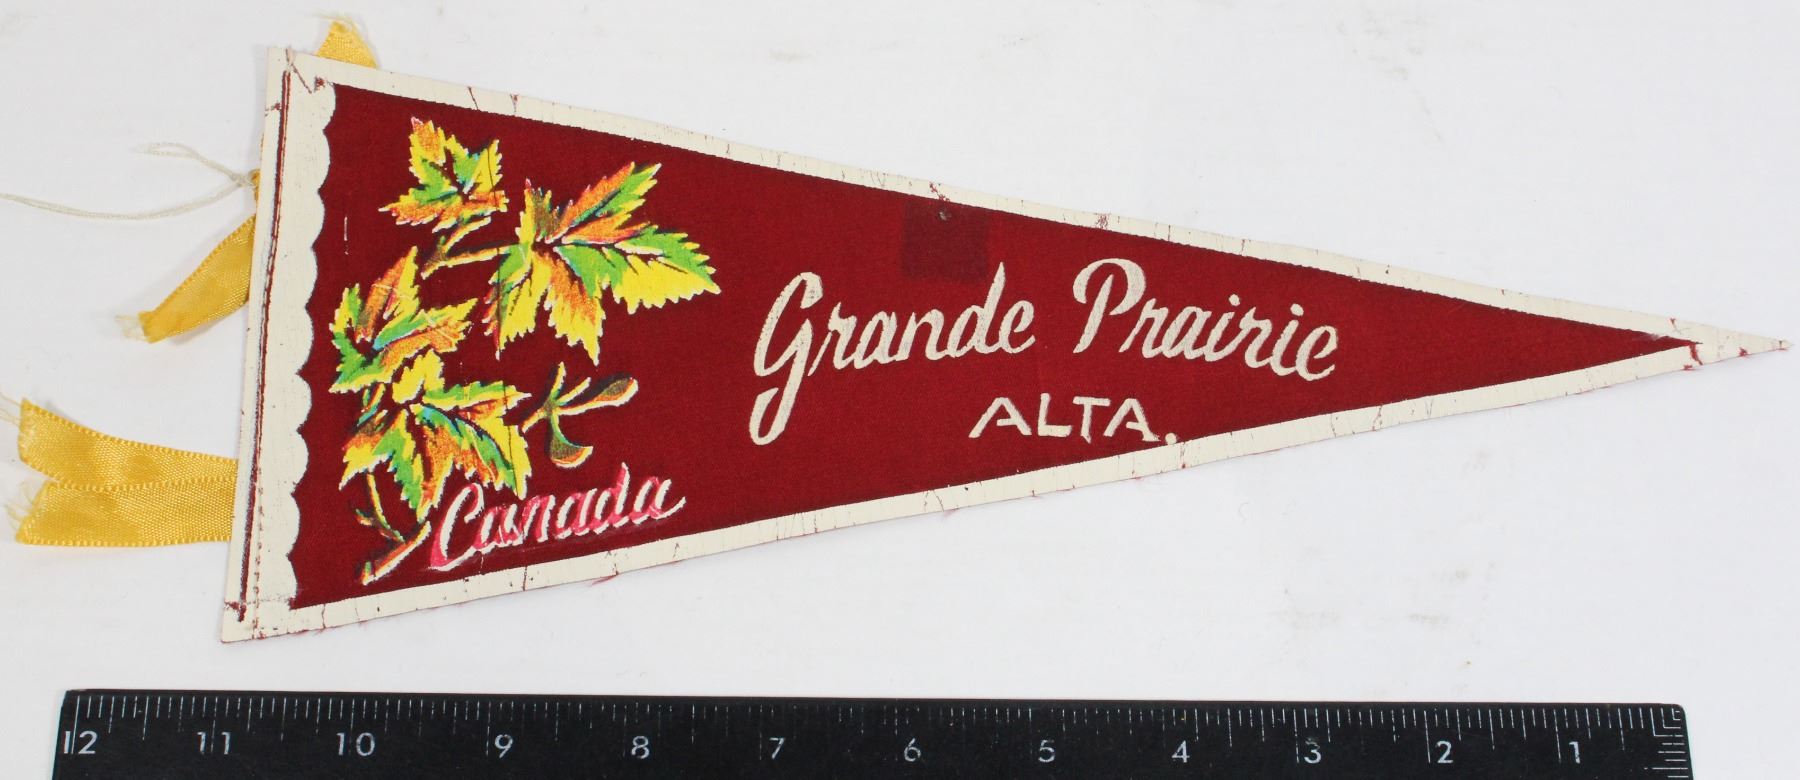 Grande Prairie
ALTA.
Canada
12 11 10 9 8 7 6 5 4 3 2 1